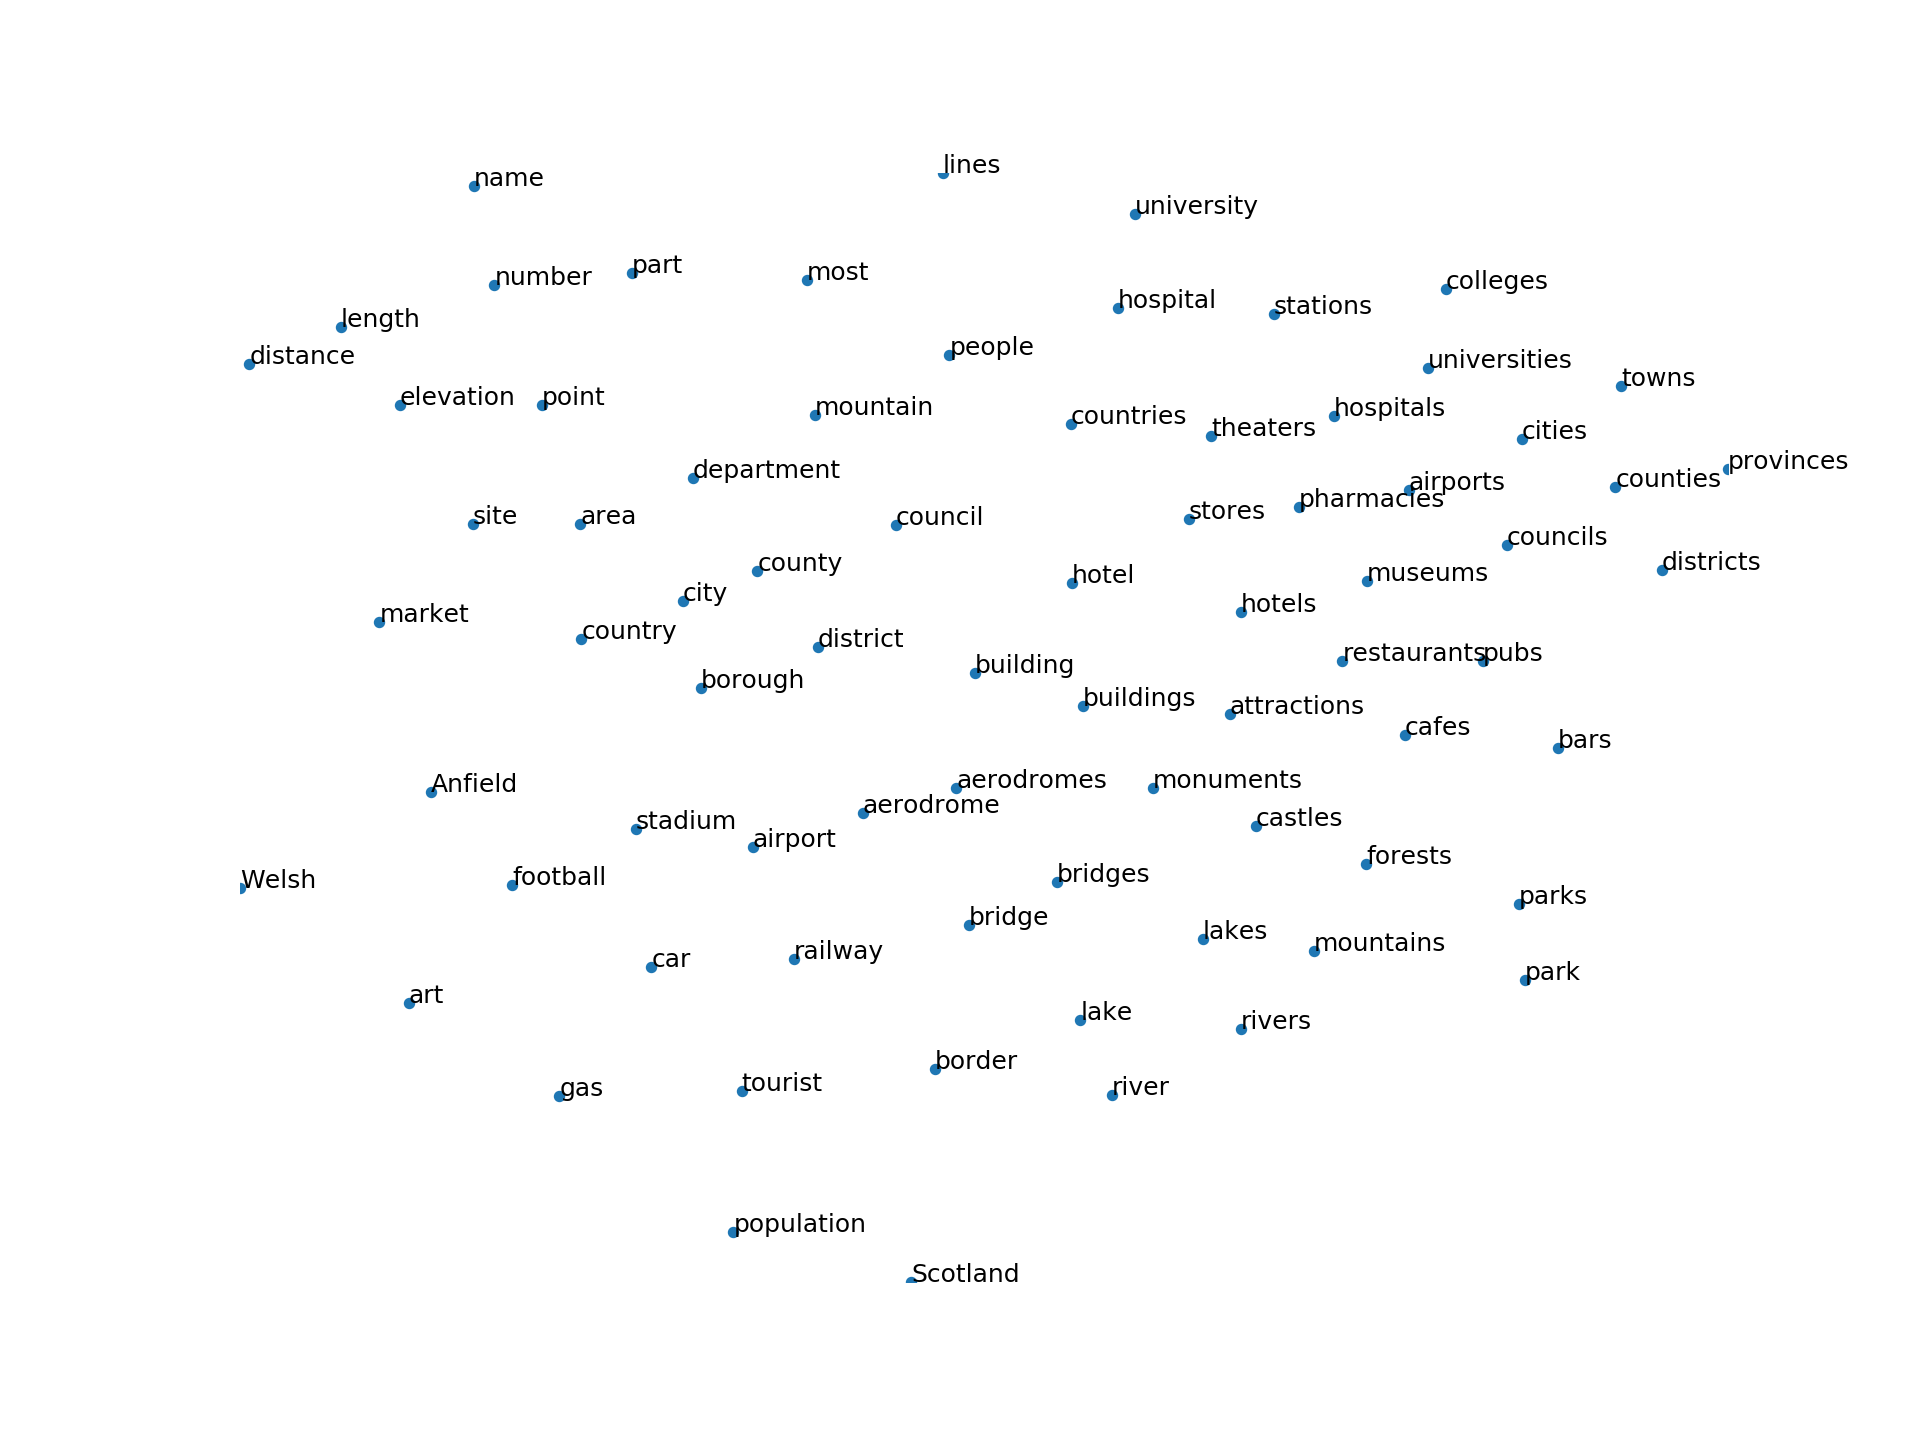 lines
name
university
part
most
number
colleges
hospital
stations
length
people
distance
universities
towns
elevation
point
mountain
hospitals
countries
theaters
cities
provinces
department
counties
airports
pharmacies
stores
site
area
council
councils
county
districts
hotel
museums
city
hotels
market
country
district
restaurants
pubs
building
borough
buildings
attractions
cafes
bars
aerodromes
monuments
Anfield
aerodrome
castles
stadium
airport
forests
bridges
football
Welsh
parks
bridge
lakes
mountains
railway
car
park
art
lake
rivers
border
tourist
river
gas
population
Scotland